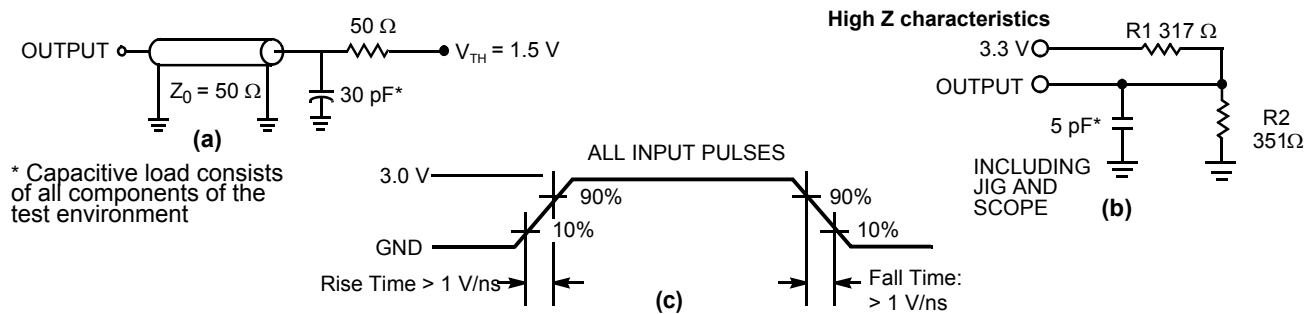 50 Ω
OUTPUT
V_TH = 1.5 V
Z₀ = 50 Ω
30 pF*
(a)
* Capacitive load consists
of all components of the
test environment
High Z characteristics
R1 317 Ω
3.3 V
OUTPUT
R2
351Ω
5 pF*
INCLUDING
JIG AND
SCOPE
(b)
ALL INPUT PULSES
3.0 V
90%
90%
10%
10%
GND
Rise Time > 1 V/ns
Fall Time:
> 1 V/ns
(c)